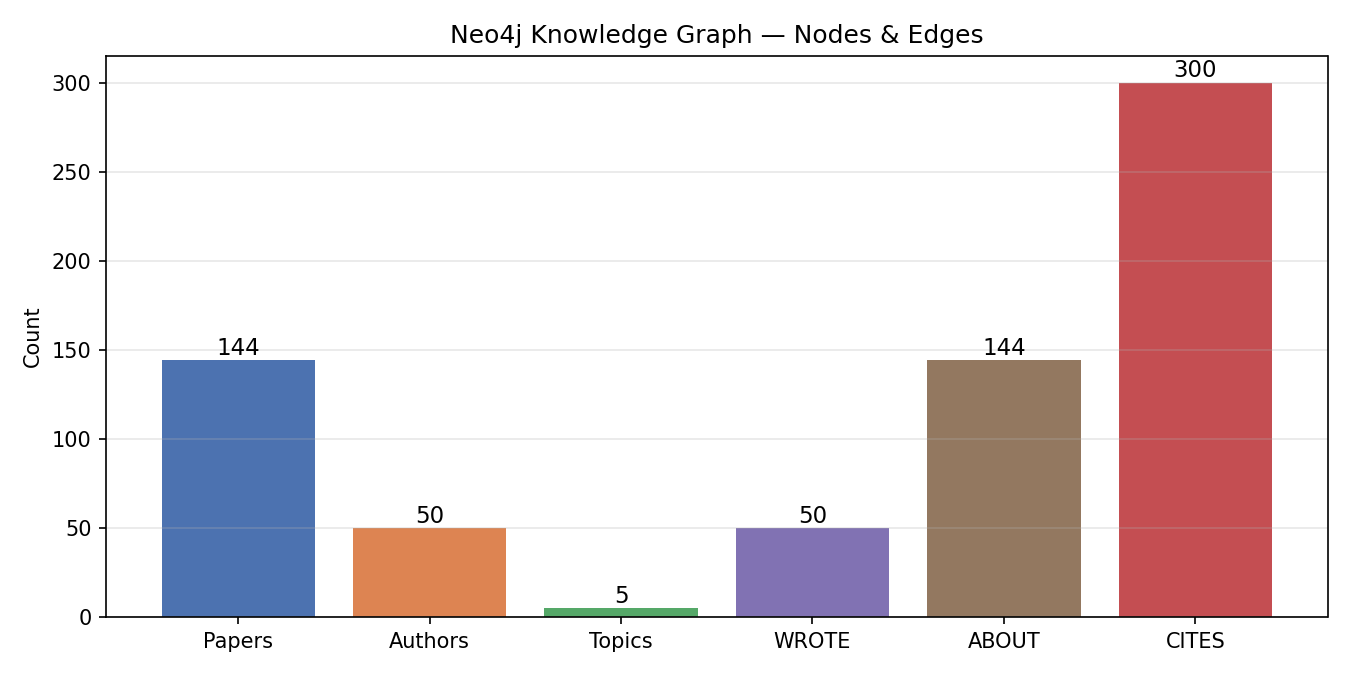 Neo4j Knowledge Graph — Nodes & Edges
Count
300
250
200
150
100
50
0
144
50
5
50
144
300
Papers
Authors
Topics
WROTE
ABOUT
CITES